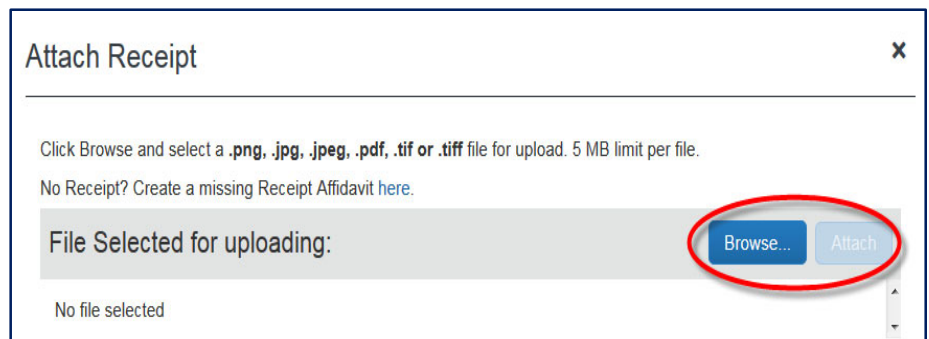 Attach Receipt x
Click Browse and select a .png, .jpg, .jpeg, .pdf, .tif or .tiff file for upload. 5 MB limit per file.
No Receipt? Create a missing Receipt Affidavit here.
File Selected for uploading: Browse... Attach
No file selected